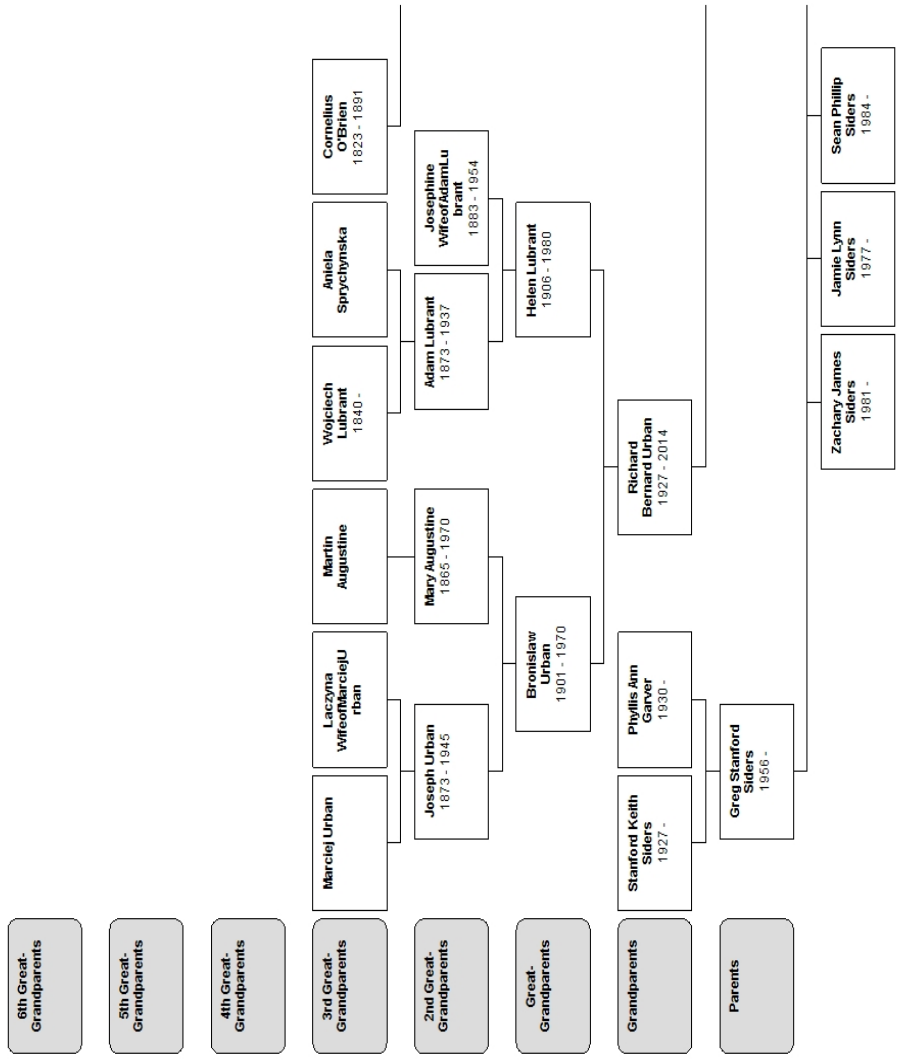 6th Great-
Grandparents
5th Great-
Grandparents
4th Great-
Grandparents
3rd Great-
Grandparents
Marciej Urban
Laczyna
WifeofMarciejU
rban
Martin
Augustine
Wojciech
Lubrant
1840 -
Aniela
Sprychynska
Cornelius
O'Brien
1823 - 1891
2nd Great-
Grandparents
Joseph Urban
1873 - 1945
Mary Augustine
1865 - 1970
Adam Lubrant
1873 - 1937
Josephine
WifeofAdamLu
brant
1883 - 1954
Great-
Grandparents
Bronislaw
Urban
1901 - 1970
Helen Lubrant
1906 - 1980
Grandparents
Stanford Keith
Siders
1927 -
Phyllis Ann
Garver
1930 -
Richard
Bernard Urban
1927 - 2014
Parents
Greg Stanford
Siders
1956 -
Zachary James
Siders
1981 -
Jamie Lynn
Siders
1977 -
Sean Phillip
Siders
1984 -